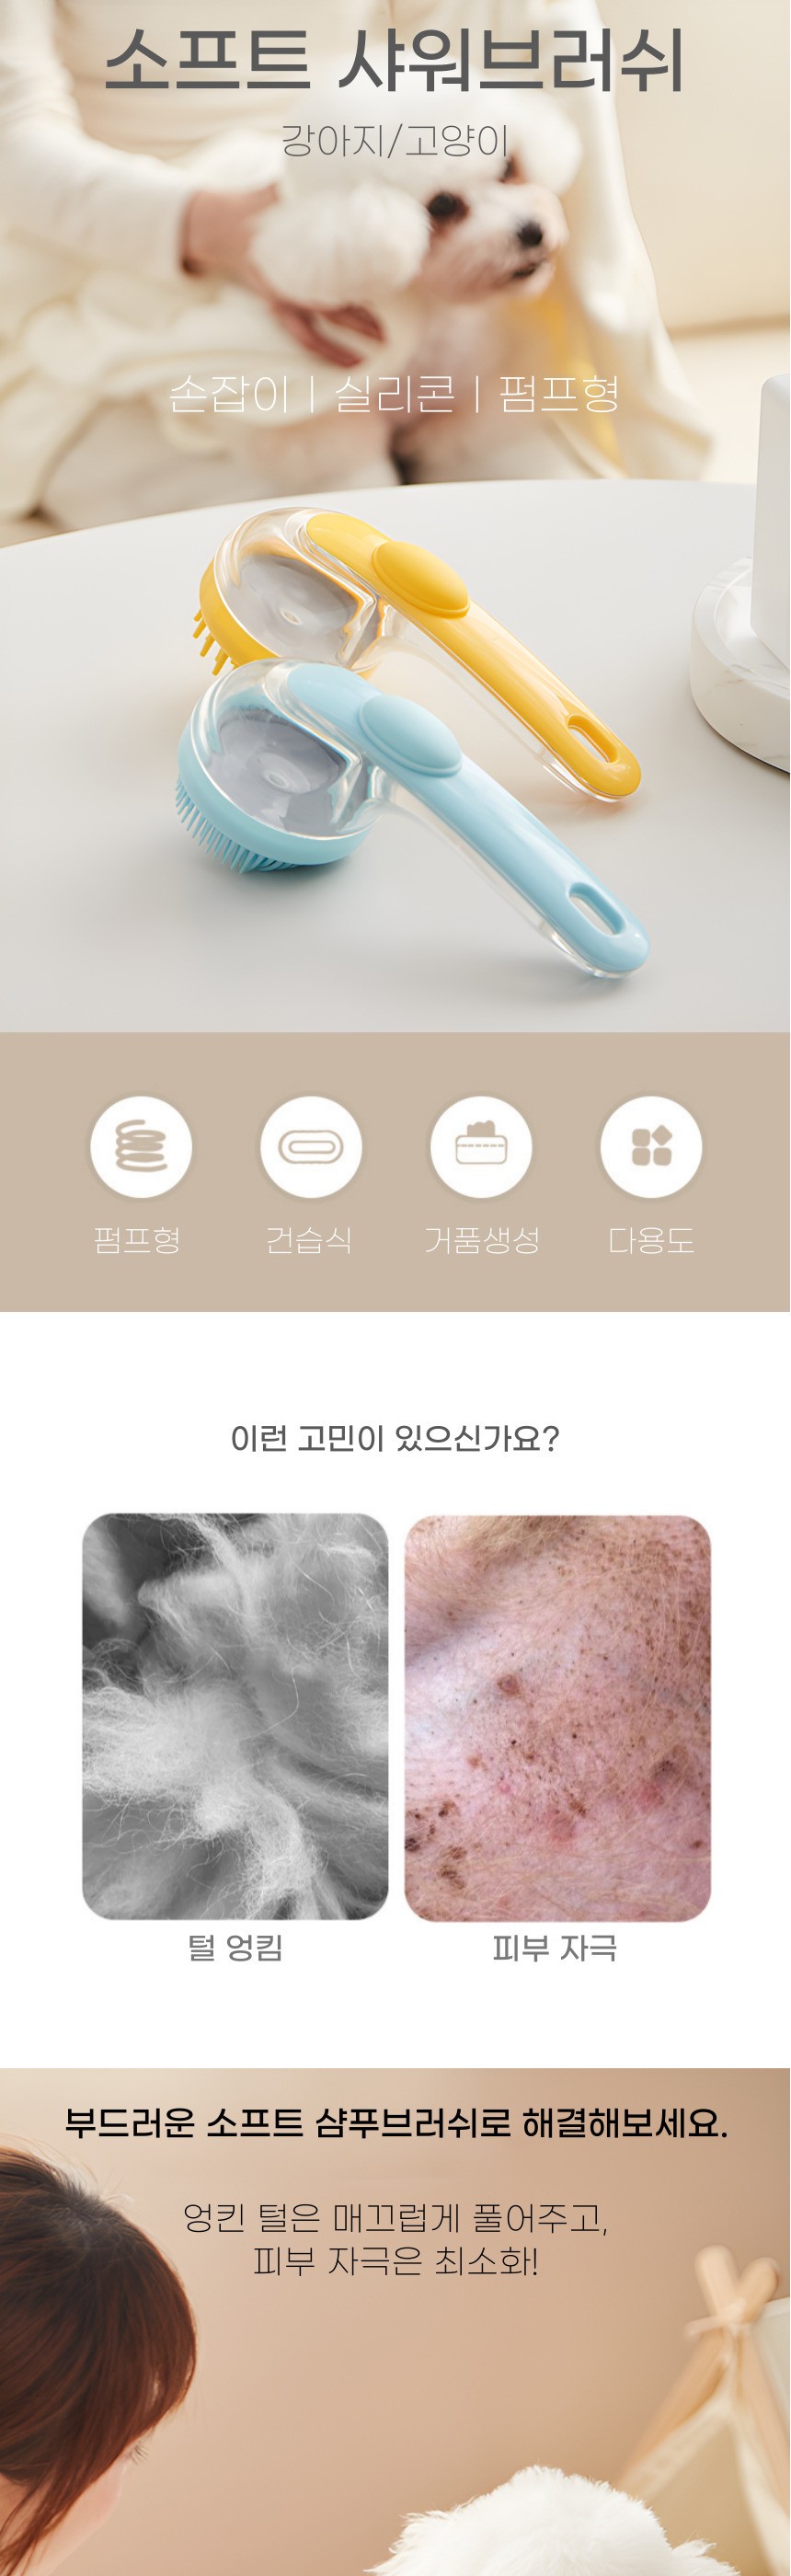 소프트 샤워브러쉬
강아지/고양이
손잡이 | 실리콘 | 펌프형
펌프형
건습식
거품생성
다용도
이런 고민이 있으신가요?
털 엉킴
피부 자극
부드러운 소프트 샴푸브러쉬로 해결해보세요.
엉킨 털은 매끄럽게 풀어주고,
피부 자극은 최소화!